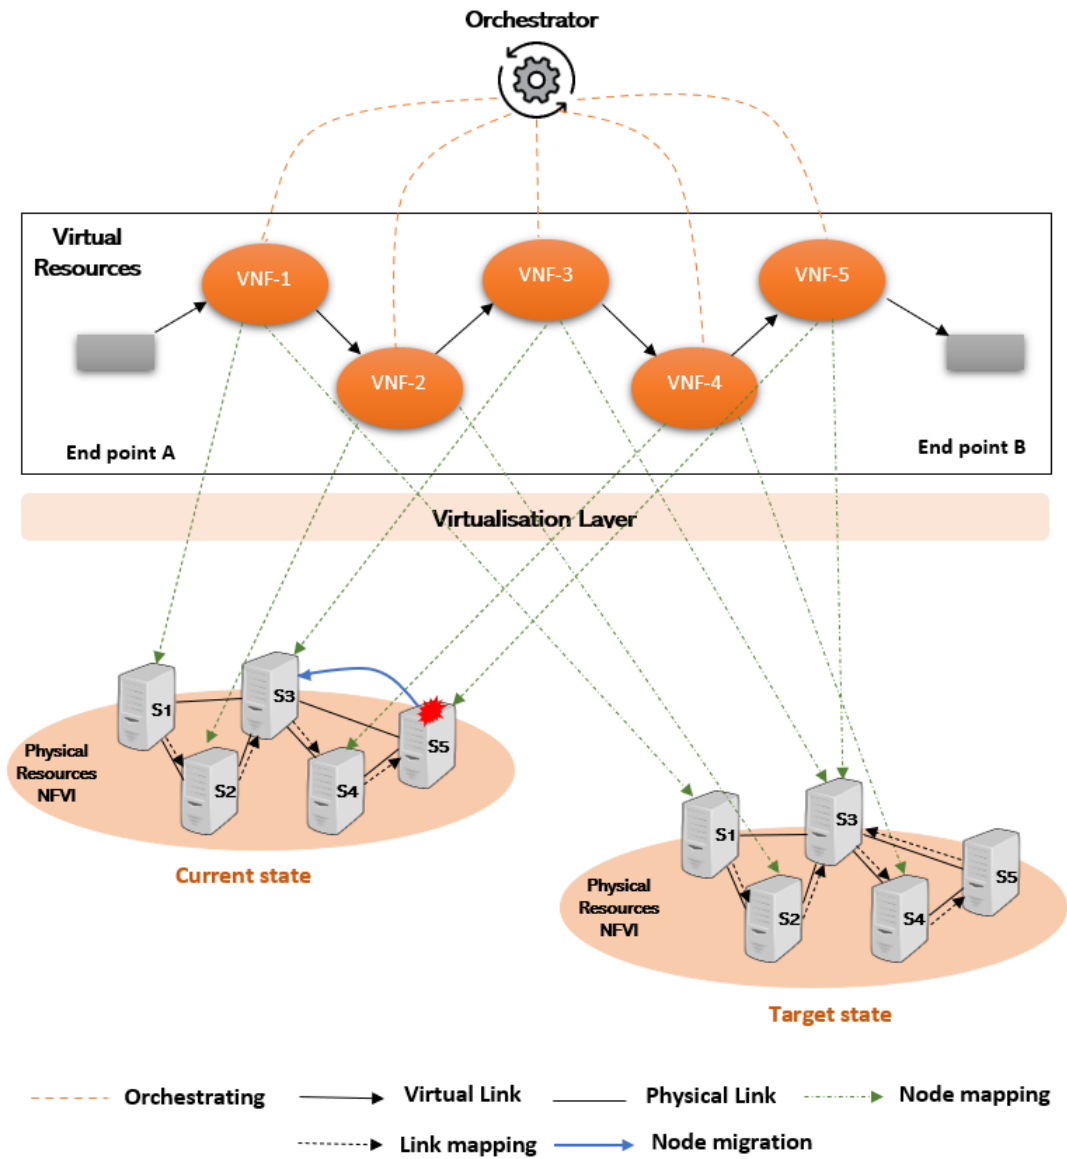 Orchestrator
Virtual
Resources
VNF-1
VNF-3
VNF-5
VNF-2
VNF-4
End point A
End point B
Virtualisation Layer
S1
S3
S5
S2
S4
Physical
Resources
NFVI
Current state
S1
S3
S5
S2
S4
Physical
Resources
NFVI
Target state
Orchestrating
Virtual Link
Physical Link
Node mapping
Link mapping
Node migration